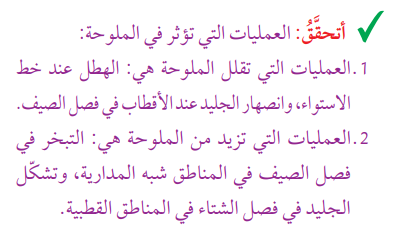 أتحقَّقُ: العمليات التي تؤثر في الملوحة:
1. العمليات التي تقلل الملوحة هي: الهطل عند خط
الاستواء، وانصهار الجليد عند الأقطاب في فصل الصيف.
2. العمليات التي تزيد من الملوحة هي: التبخر في
فصل الصيف في المناطق شبه المدارية، وتشكّل
الجليد في فصل الشتاء في المناطق القطبية.